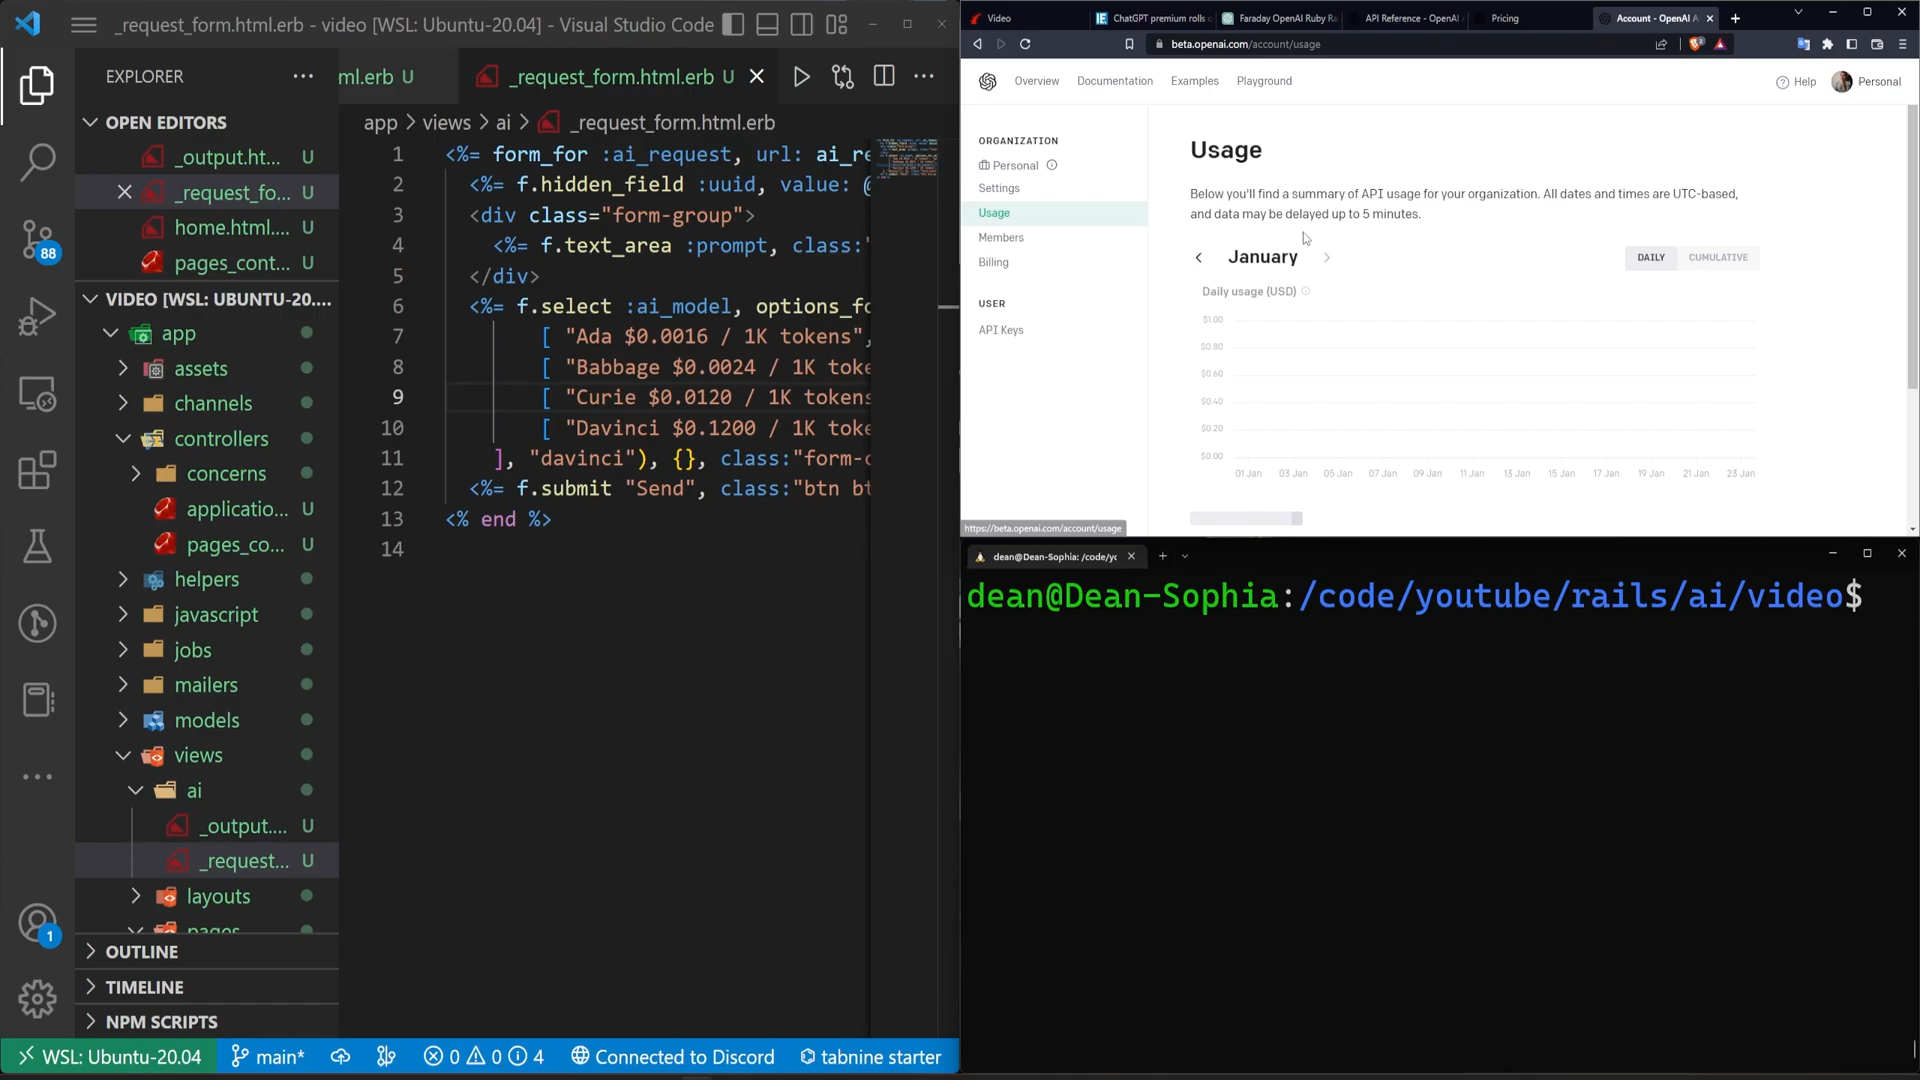 _request_form.html.erb - video [WSL: Ubuntu-20.04] - Visual Studio Code
EXPLORER
ml.erb U
_request_form.html.erb U
OPEN EDITORS
_output.ht... U
_request_fo... U
home.html.... U
pages_cont... U
VIDEO [WSL: UBUNTU-20....
app
assets
channels
controllers
concerns
applicatio... U
pages_co... U
helpers
javascript
jobs
mailers
models
views
ai
_output.... U
_request... U
layouts
pages
OUTLINE
TIMELINE
NPM SCRIPTS
88
1
app > views > ai > _request_form.html.erb
1 <%= form_for :ai_request, url: ai_re
2 <%= f.hidden_field :uuid, value: @
3 <div class="form-group">
4 <%= f.text_area :prompt, class:"
5 </div>
6 <%= f.select :ai_model, options_fo
7 [ "Ada $0.0016 / 1K tokens",
8 [ "Babbage $0.0024 / 1K toke
9 [ "Curie $0.0120 / 1K tokens
10 [ "Davinci $0.1200 / 1K toke
11 ], "davinci"), {}, class:"form-c
12 <%= f.submit "Send", class:"btn bt
13 <% end %>
14
WSL: Ubuntu-20.04 main* 0 0 4 Connected to Discord tabnine starter
Video
ChatGPT premium rolls
Faraday OpenAI Ruby Ra
API Reference - OpenAI
Pricing
Account - OpenAI A
beta.openai.com/account/usage
Overview Documentation Examples Playground
Help Personal
ORGANIZATION
Personal
Settings
Usage
Members
Billing
USER
API Keys
https://beta.openai.com/account/usage
Usage
Below you'll find a summary of API usage for your organization. All dates and times are UTC-based,
and data may be delayed up to 5 minutes.
January
DAILY CUMULATIVE
Daily usage (USD)
$1.00
$0.80
$0.60
$0.40
$0.20
$0.00
01 Jan 03 Jan 05 Jan 07 Jan 09 Jan 11 Jan 13 Jan 15 Jan 17 Jan 19 Jan 21 Jan 23 Jan
dean@Dean-Sophia: /code/yo
dean@Dean-Sophia:/code/youtube/rails/ai/video$